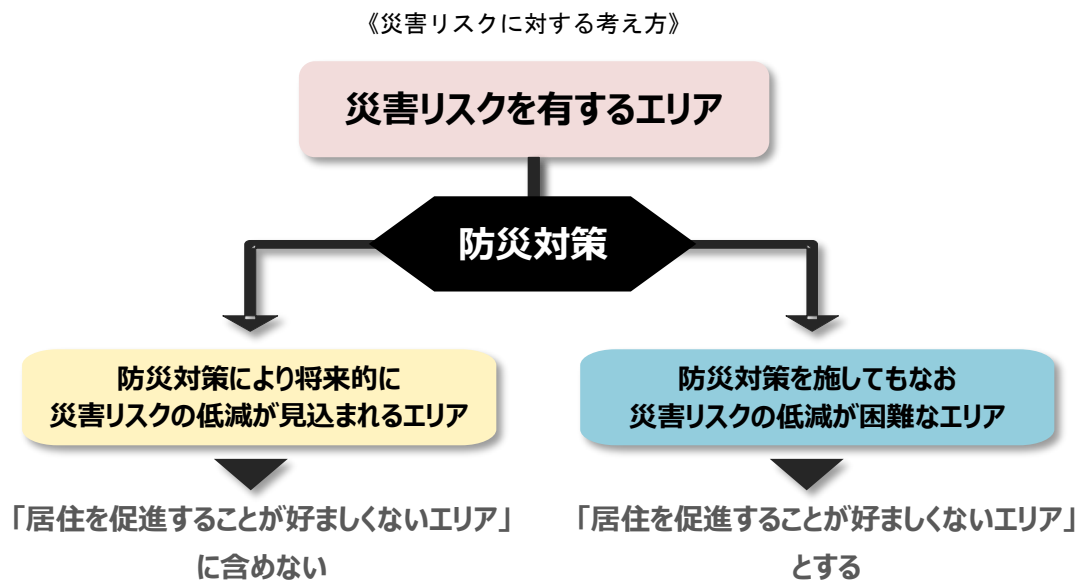 《災害リスクに対する考え方》
災害リスクを有するエリア
防災対策
防災対策により将来的に
災害リスクの低減が見込まれるエリア
「居住を促進することが好ましくないエリア」
に含めない
防災対策を施してもなお
災害リスクの低減が困難なエリア
「居住を促進することが好ましくないエリア」
とする